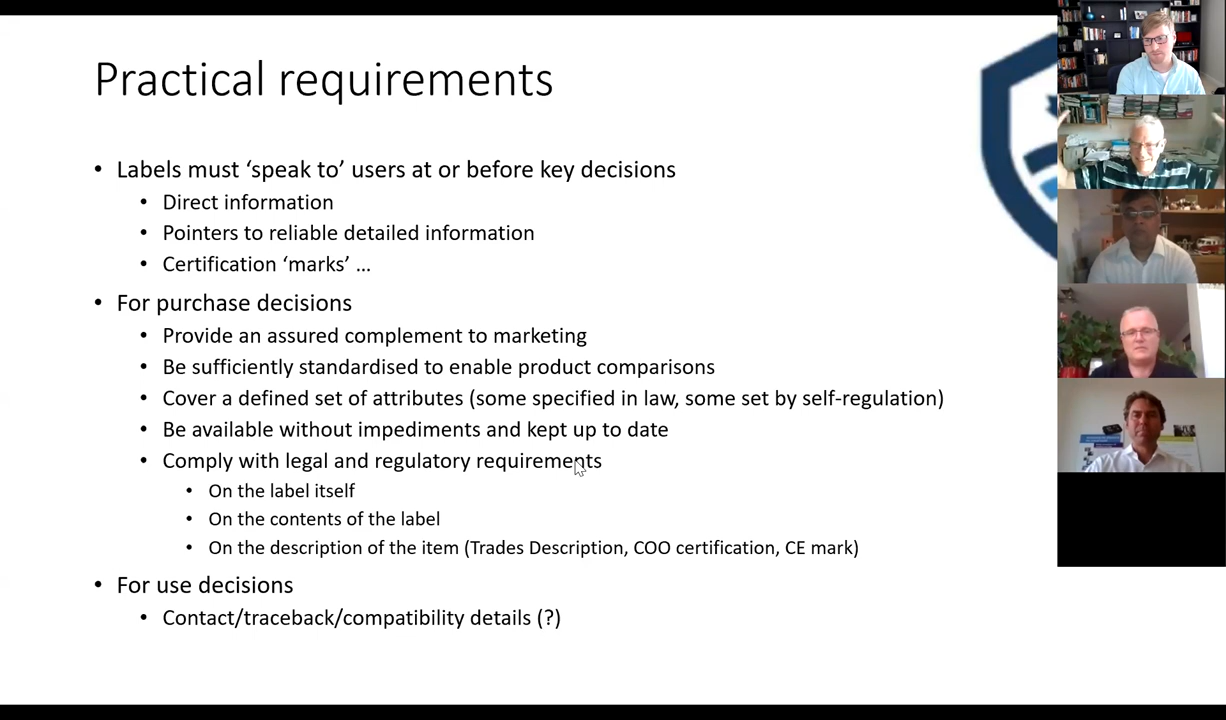 Practical requirements
• Labels must ‘speak to’ users at or before key decisions
• Direct information
• Pointers to reliable detailed information
• Certification ‘marks’ ...
• For purchase decisions
• Provide an assured complement to marketing
• Be sufficiently standardised to enable product comparisons
• Cover a defined set of attributes (some specified in law, some set by self-regulation)
• Be available without impediments and kept up to date
• Comply with legal and regulatory requirements
• On the label itself
• On the contents of the label
• On the description of the item (Trades Description, COO certification, CE mark)
• For use decisions
• Contact/traceback/compatibility details (?)